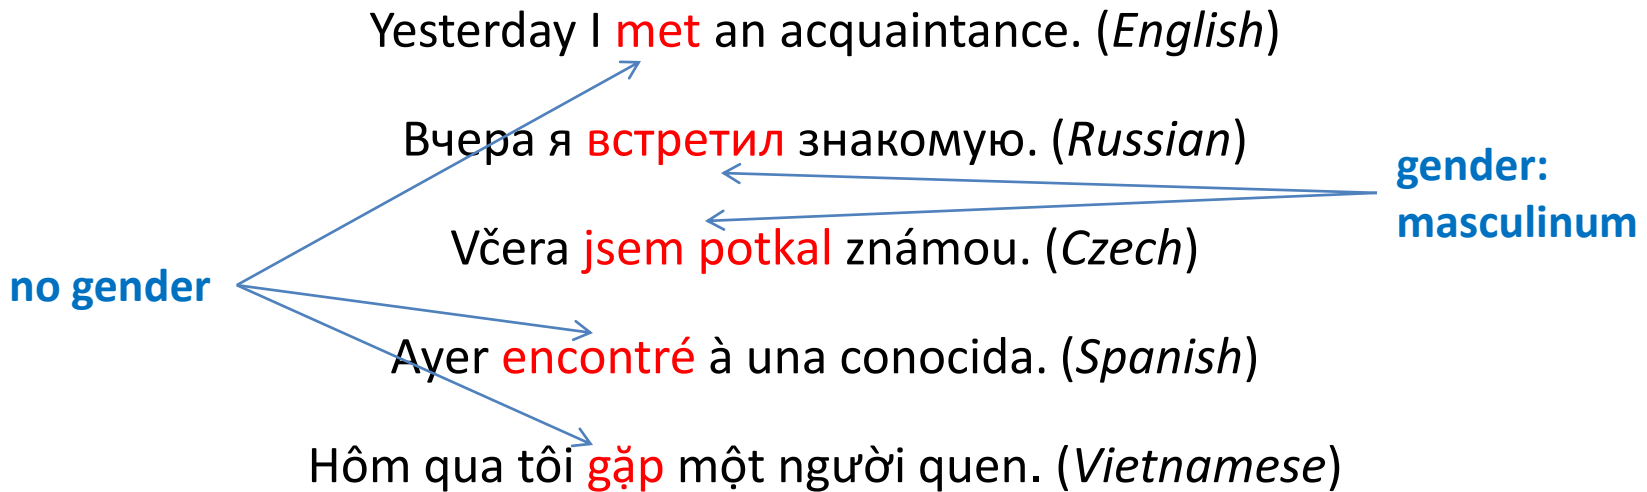 Yesterday I met an acquaintance. (English)
Вчера я встретил знакомую. (Russian)
gender:
masculinum
Včera jsem potkal známou. (Czech)
no gender
Ayer encontré à una conocida. (Spanish)
Hôm qua tôi gặp một người quen. (Vietnamese)